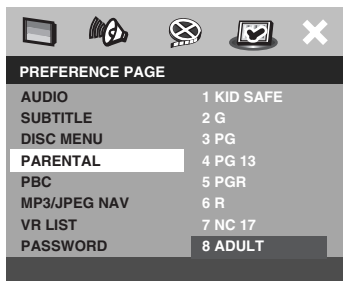 PREFERENCE PAGE
AUDIO 1 KID SAFE
SUBTITLE 2 G
DISC MENU 3 PG
PARENTAL 4 PG 13
PBC 5 PGR
MP3/JPEG NAV 6 R
VR LIST 7 NC 17
PASSWORD 8 ADULT